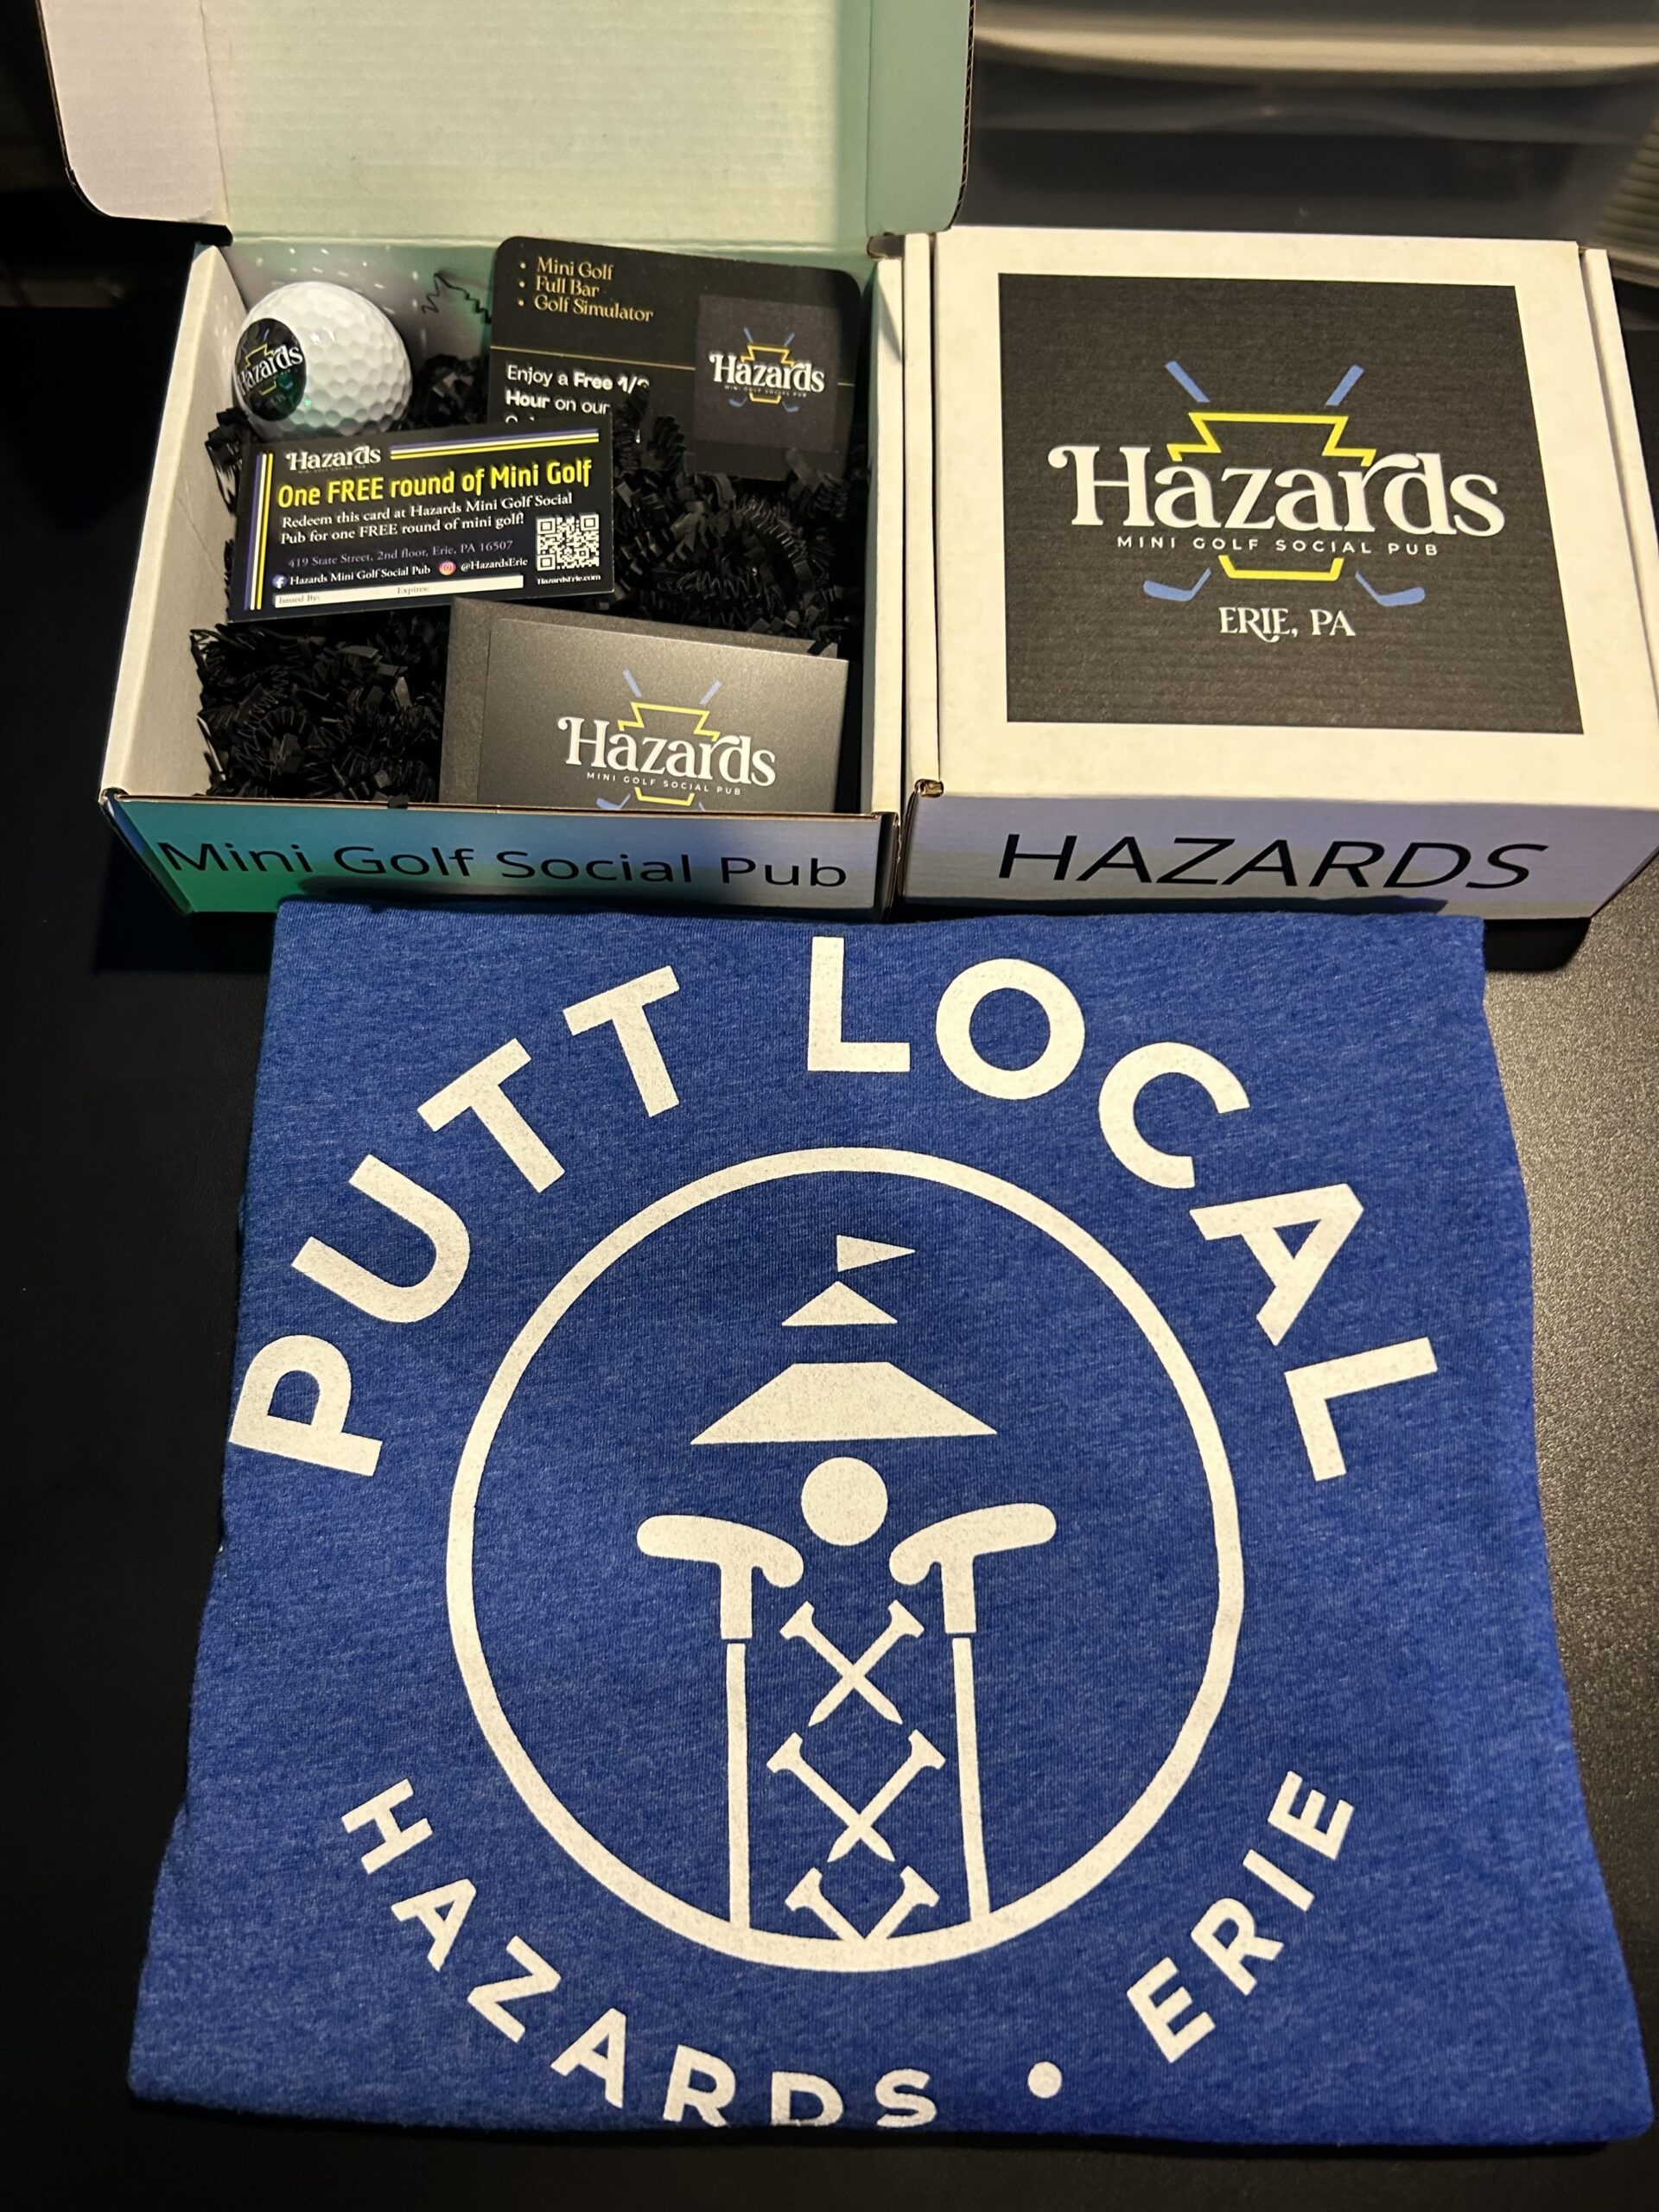 Hazards
• Mini Golf
• Full Bar
• Golf Simulator
Enjoy a Free 1/2
Hour on our
Hazards
MINI GOLF SOCIAL PUB
Hazards
MINI GOLF SOCIAL PUB
One FREE round of Mini Golf
Redeem this card at Hazards Mini Golf Social
Pub for one FREE round of mini golf!
419 State Street, 2nd floor, Erie, PA 16507
Hazards Mini Golf Social Pub @HazardsErie
Issued By: Expires:
HazardsErie.com
Hazards
MINI GOLF SOCIAL PUB
Mini Golf Social Pub
Hazards
MINI GOLF SOCIAL PUB
ERIE, PA
HAZARDS
PUTT LOCAL
HAZARDS • ERIE